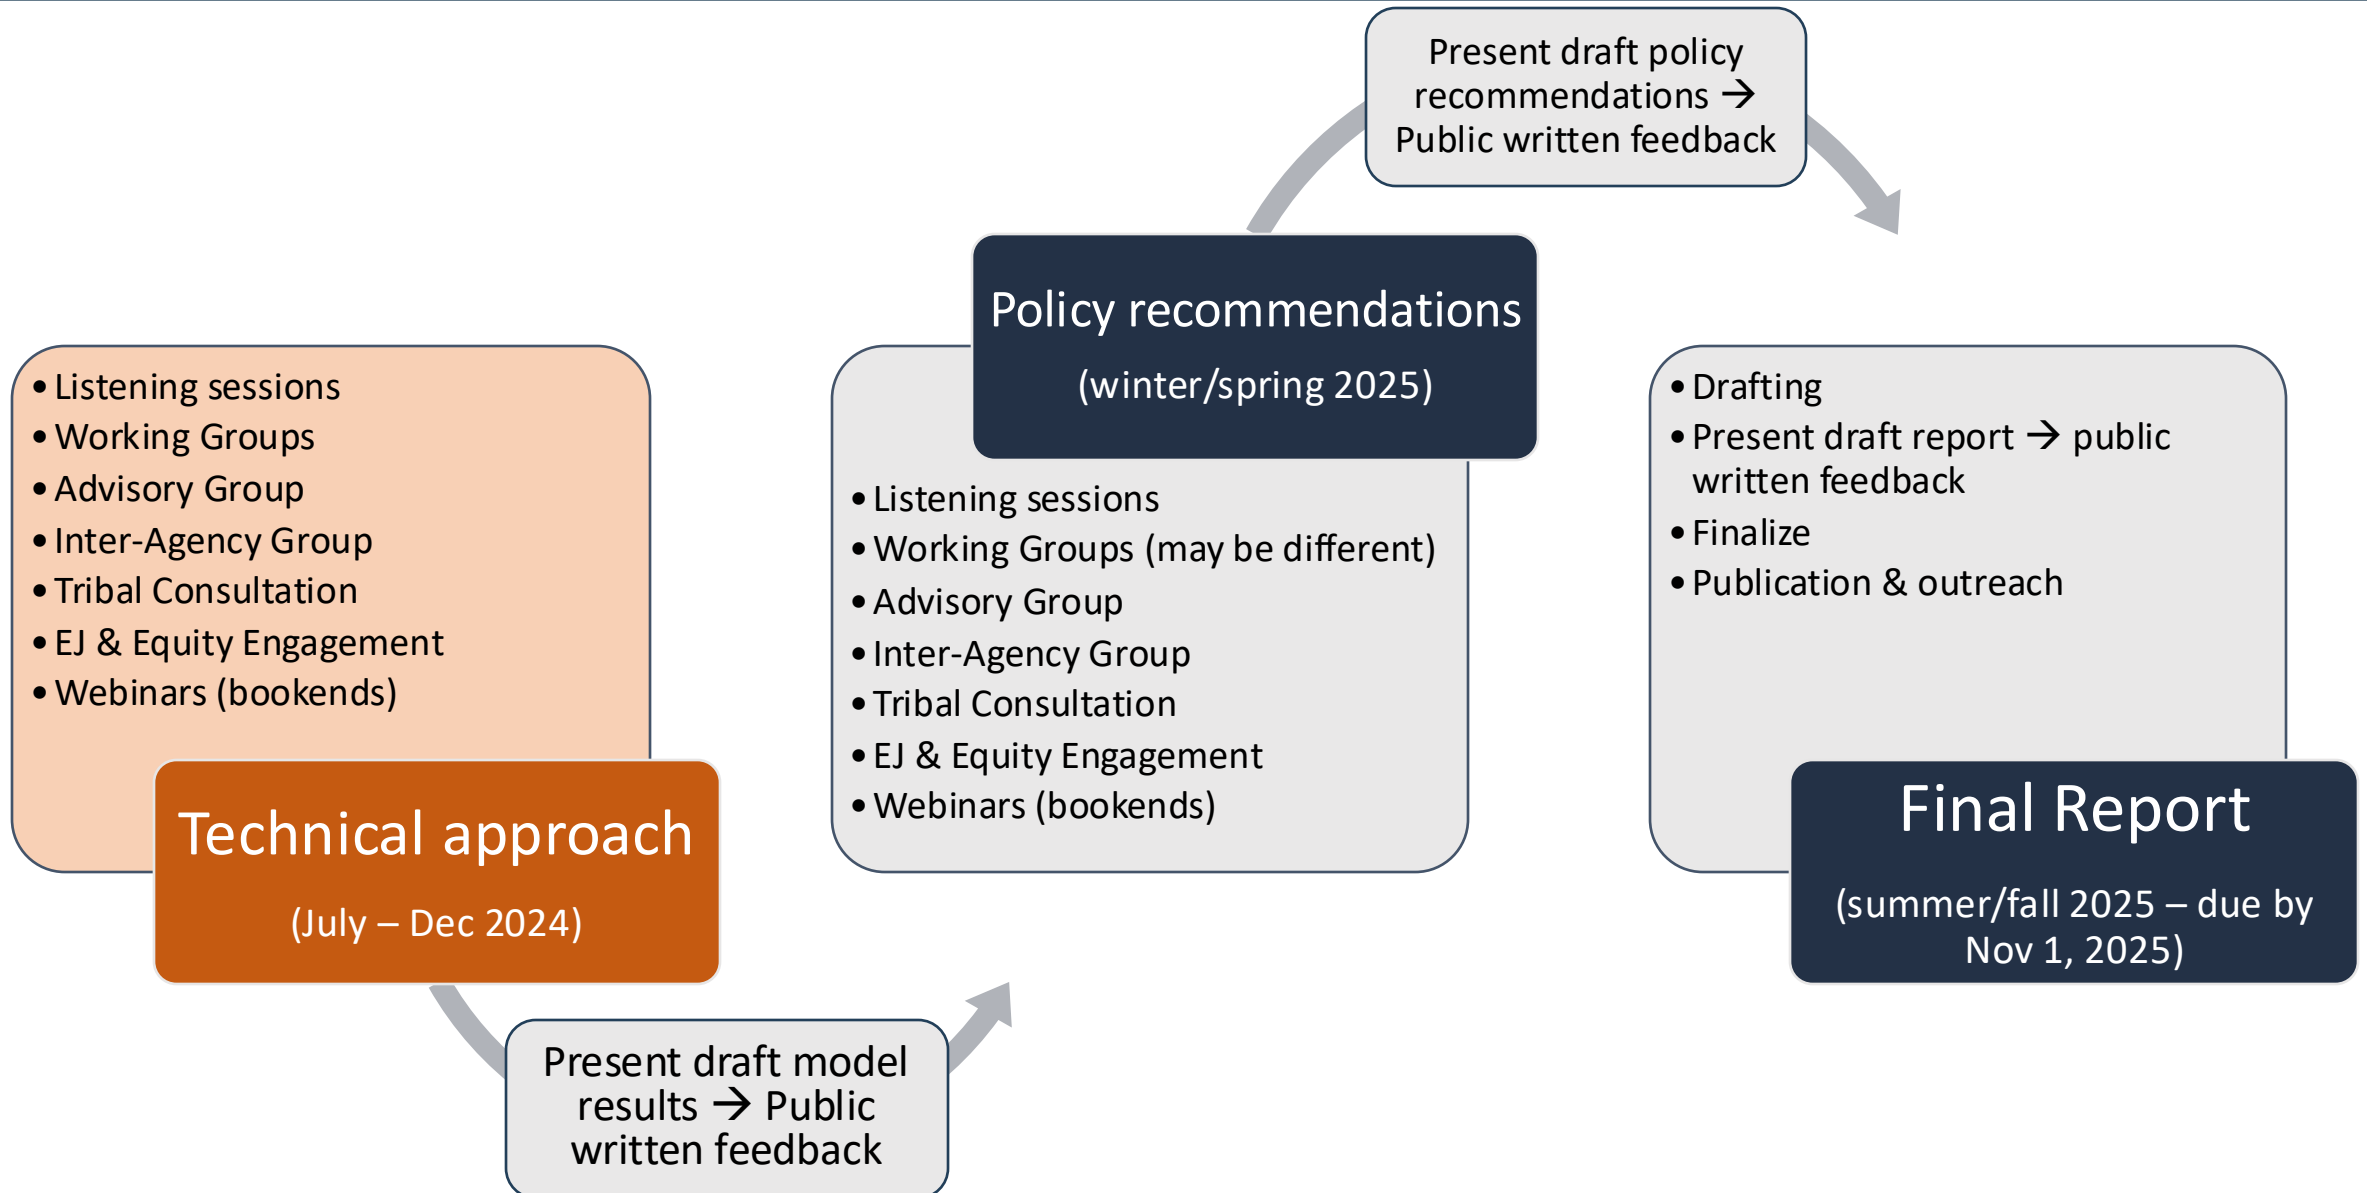 • Listening sessions
• Working Groups
• Advisory Group
• Inter-Agency Group
• Tribal Consultation
• EJ & Equity Engagement
• Webinars (bookends)
Technical approach
(July – Dec 2024)
Present draft model
results → Public
written feedback
Policy recommendations
(winter/spring 2025)
• Listening sessions
• Working Groups (may be different)
• Advisory Group
• Inter-Agency Group
• Tribal Consultation
• EJ & Equity Engagement
• Webinars (bookends)
Present draft policy
recommendations →
Public written feedback
• Drafting
• Present draft report → public
written feedback
• Finalize
• Publication & outreach
Final Report
(summer/fall 2025 – due by
Nov 1, 2025)